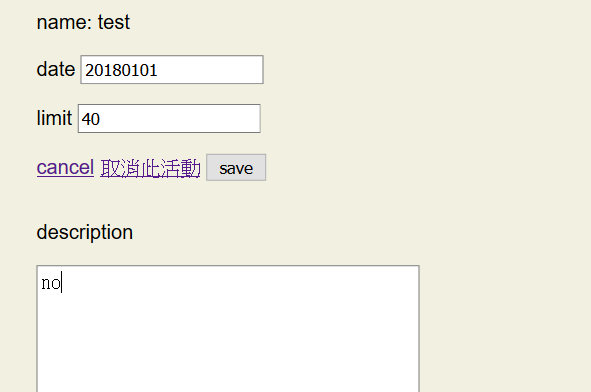 name: test
date 20180101
limit 40
cancel 取消此活動 save
description
no